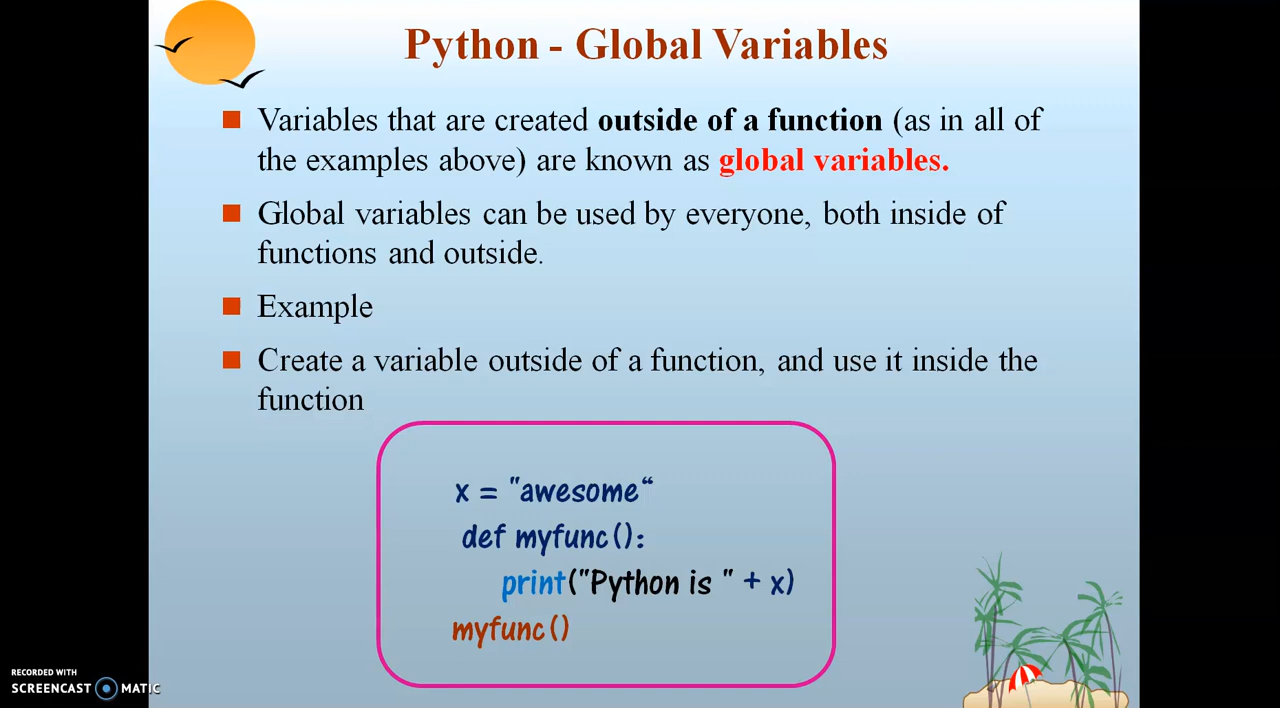 Python - Global Variables
Variables that are created outside of a function (as in all of
the examples above) are known as global variables.
Global variables can be used by everyone, both inside of
functions and outside.
Example
Create a variable outside of a function, and use it inside the
function
x = "awesome“
def myfunc():
print("Python is " + x)
myfunc()
RECORDED WITH
SCREENCAST MATIC